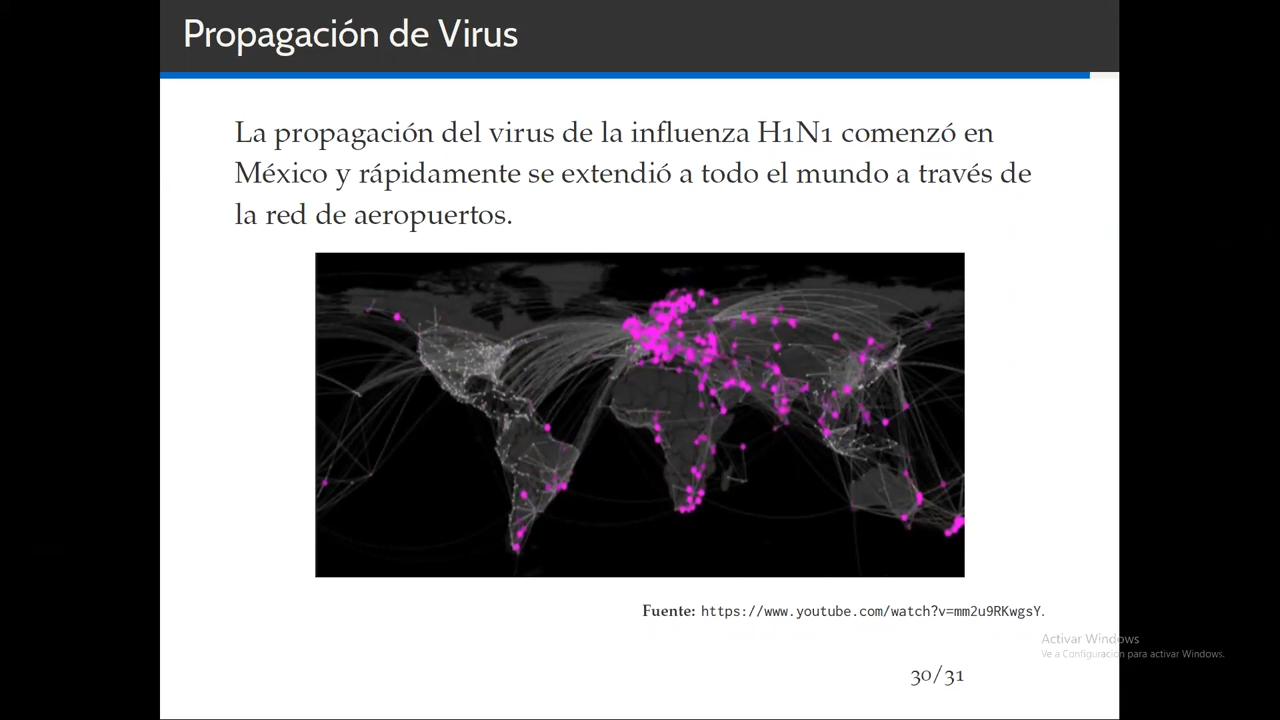 Propagación de Virus
La propagación del virus de la influenza H1N1 comenzó en
México y rápidamente se extendió a todo el mundo a través de
la red de aeropuertos.
Fuente: https://www.youtube.com/watch?v=mm2u9RKwgsY.
Activar Windows
Ve a Configuración para activar Windows.
30/31